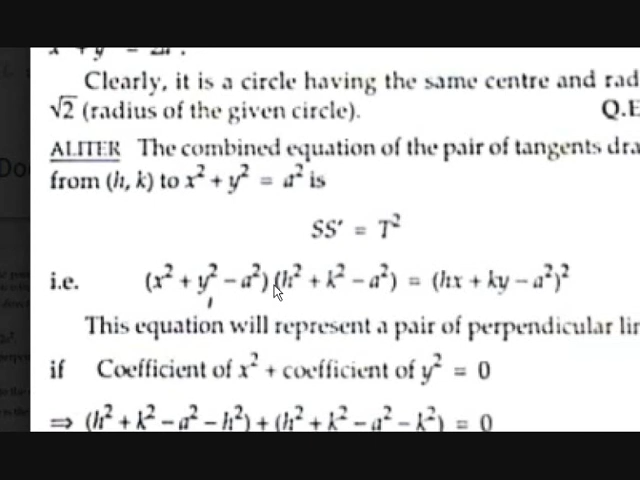 Clearly, it is a circle having the same centre and rad
√2 (radius of the given circle). Q.E
ALITER The combined equation of the pair of tangents dra
from (h, k) to x² + y² = a² is
SS' = T²
i.e. (x² + y² − a²) (h² + k² − a²) = (hx + ky − a²)²
This equation will represent a pair of perpendicular lin
if Coefficient of x² + coefficient of y² = 0
⇒ (h² + k² − a² − h²) + (h² + k² − a² − k²) = 0